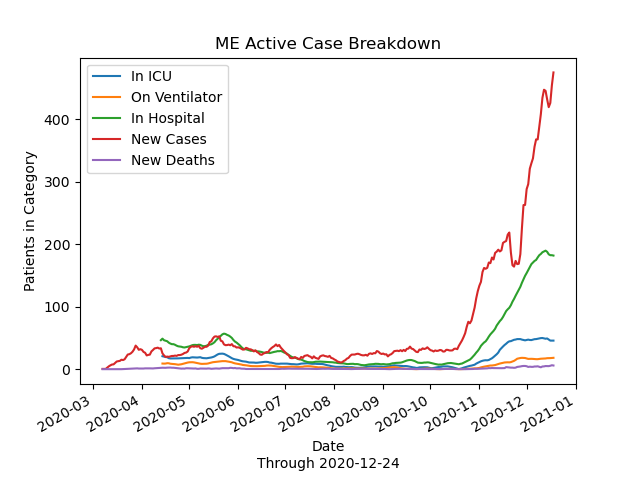 ME Active Case Breakdown
In ICU
On Ventilator
In Hospital
New Cases
New Deaths
Patients in Category
400
300
200
100
0
2020-03
2020-04
2020-05
2020-06
2020-07
2020-08
2020-09
2020-10
2020-11
2020-12
2021-01
Date
Through 2020-12-24